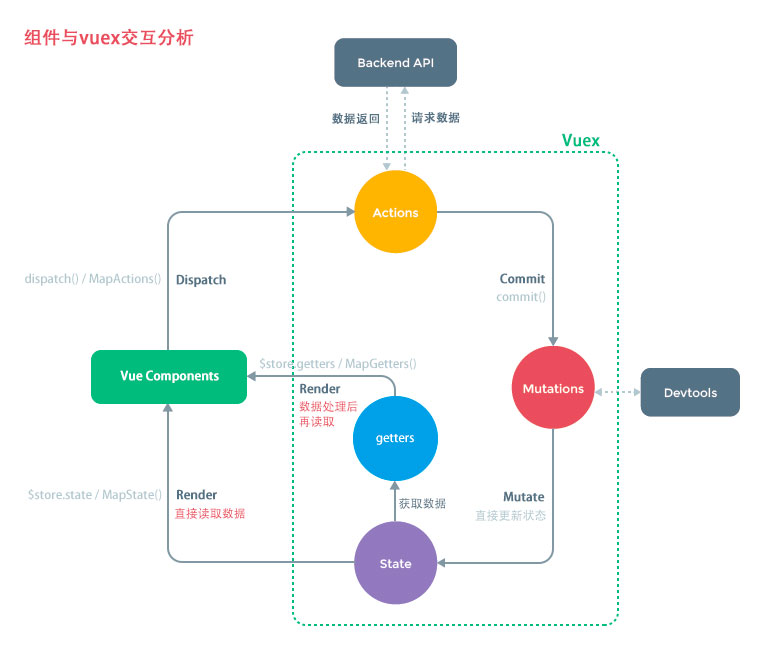 组件与vuex交互分析
Backend API
数据返回
请求数据
Vuex
Actions
dispatch() / MapActions()
Dispatch
Commit
commit()
$store.getters / MapGetters()
Vue Components
Render
数据处理后
再读取
Mutations
Devtools
getters
$store.state / MapState()
Render
直接读取数据
获取数据
Mutate
直接更新状态
State